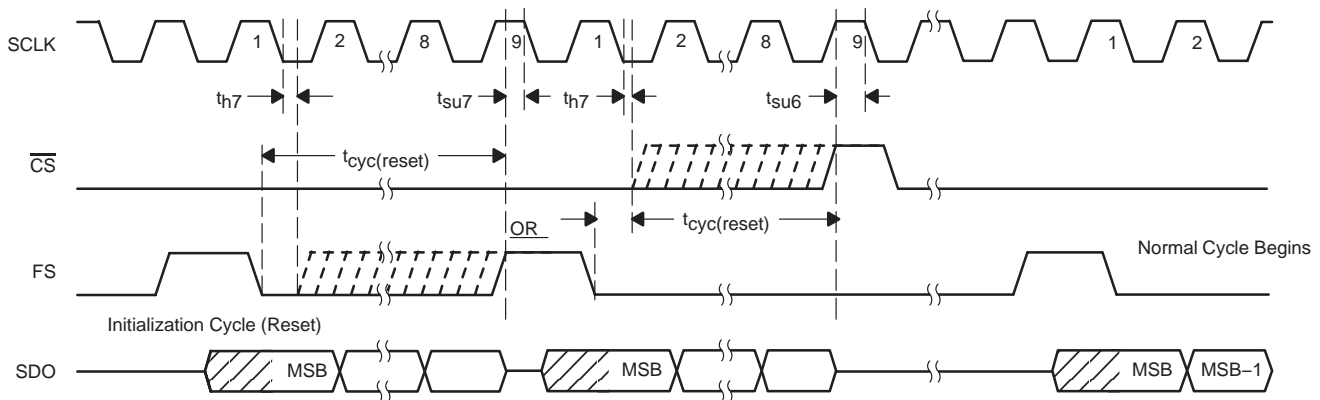 SCLK 1 2 8 9 1 2 8 9 1 2
th7 tsu7 th7 tsu6
CS tcyc(reset)
OR tcyc(reset)
FS Normal Cycle Begins
Initialization Cycle (Reset)
SDO MSB MSB MSB MSB−1